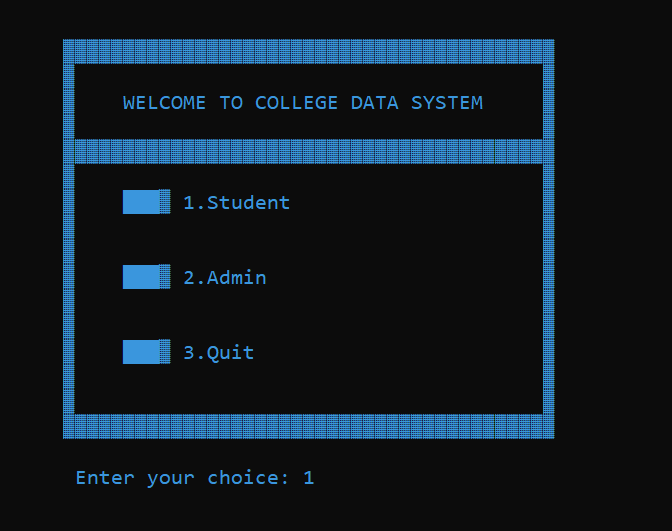 WELCOME TO COLLEGE DATA SYSTEM
1.Student
2.Admin
3.Quit
Enter your choice: 1